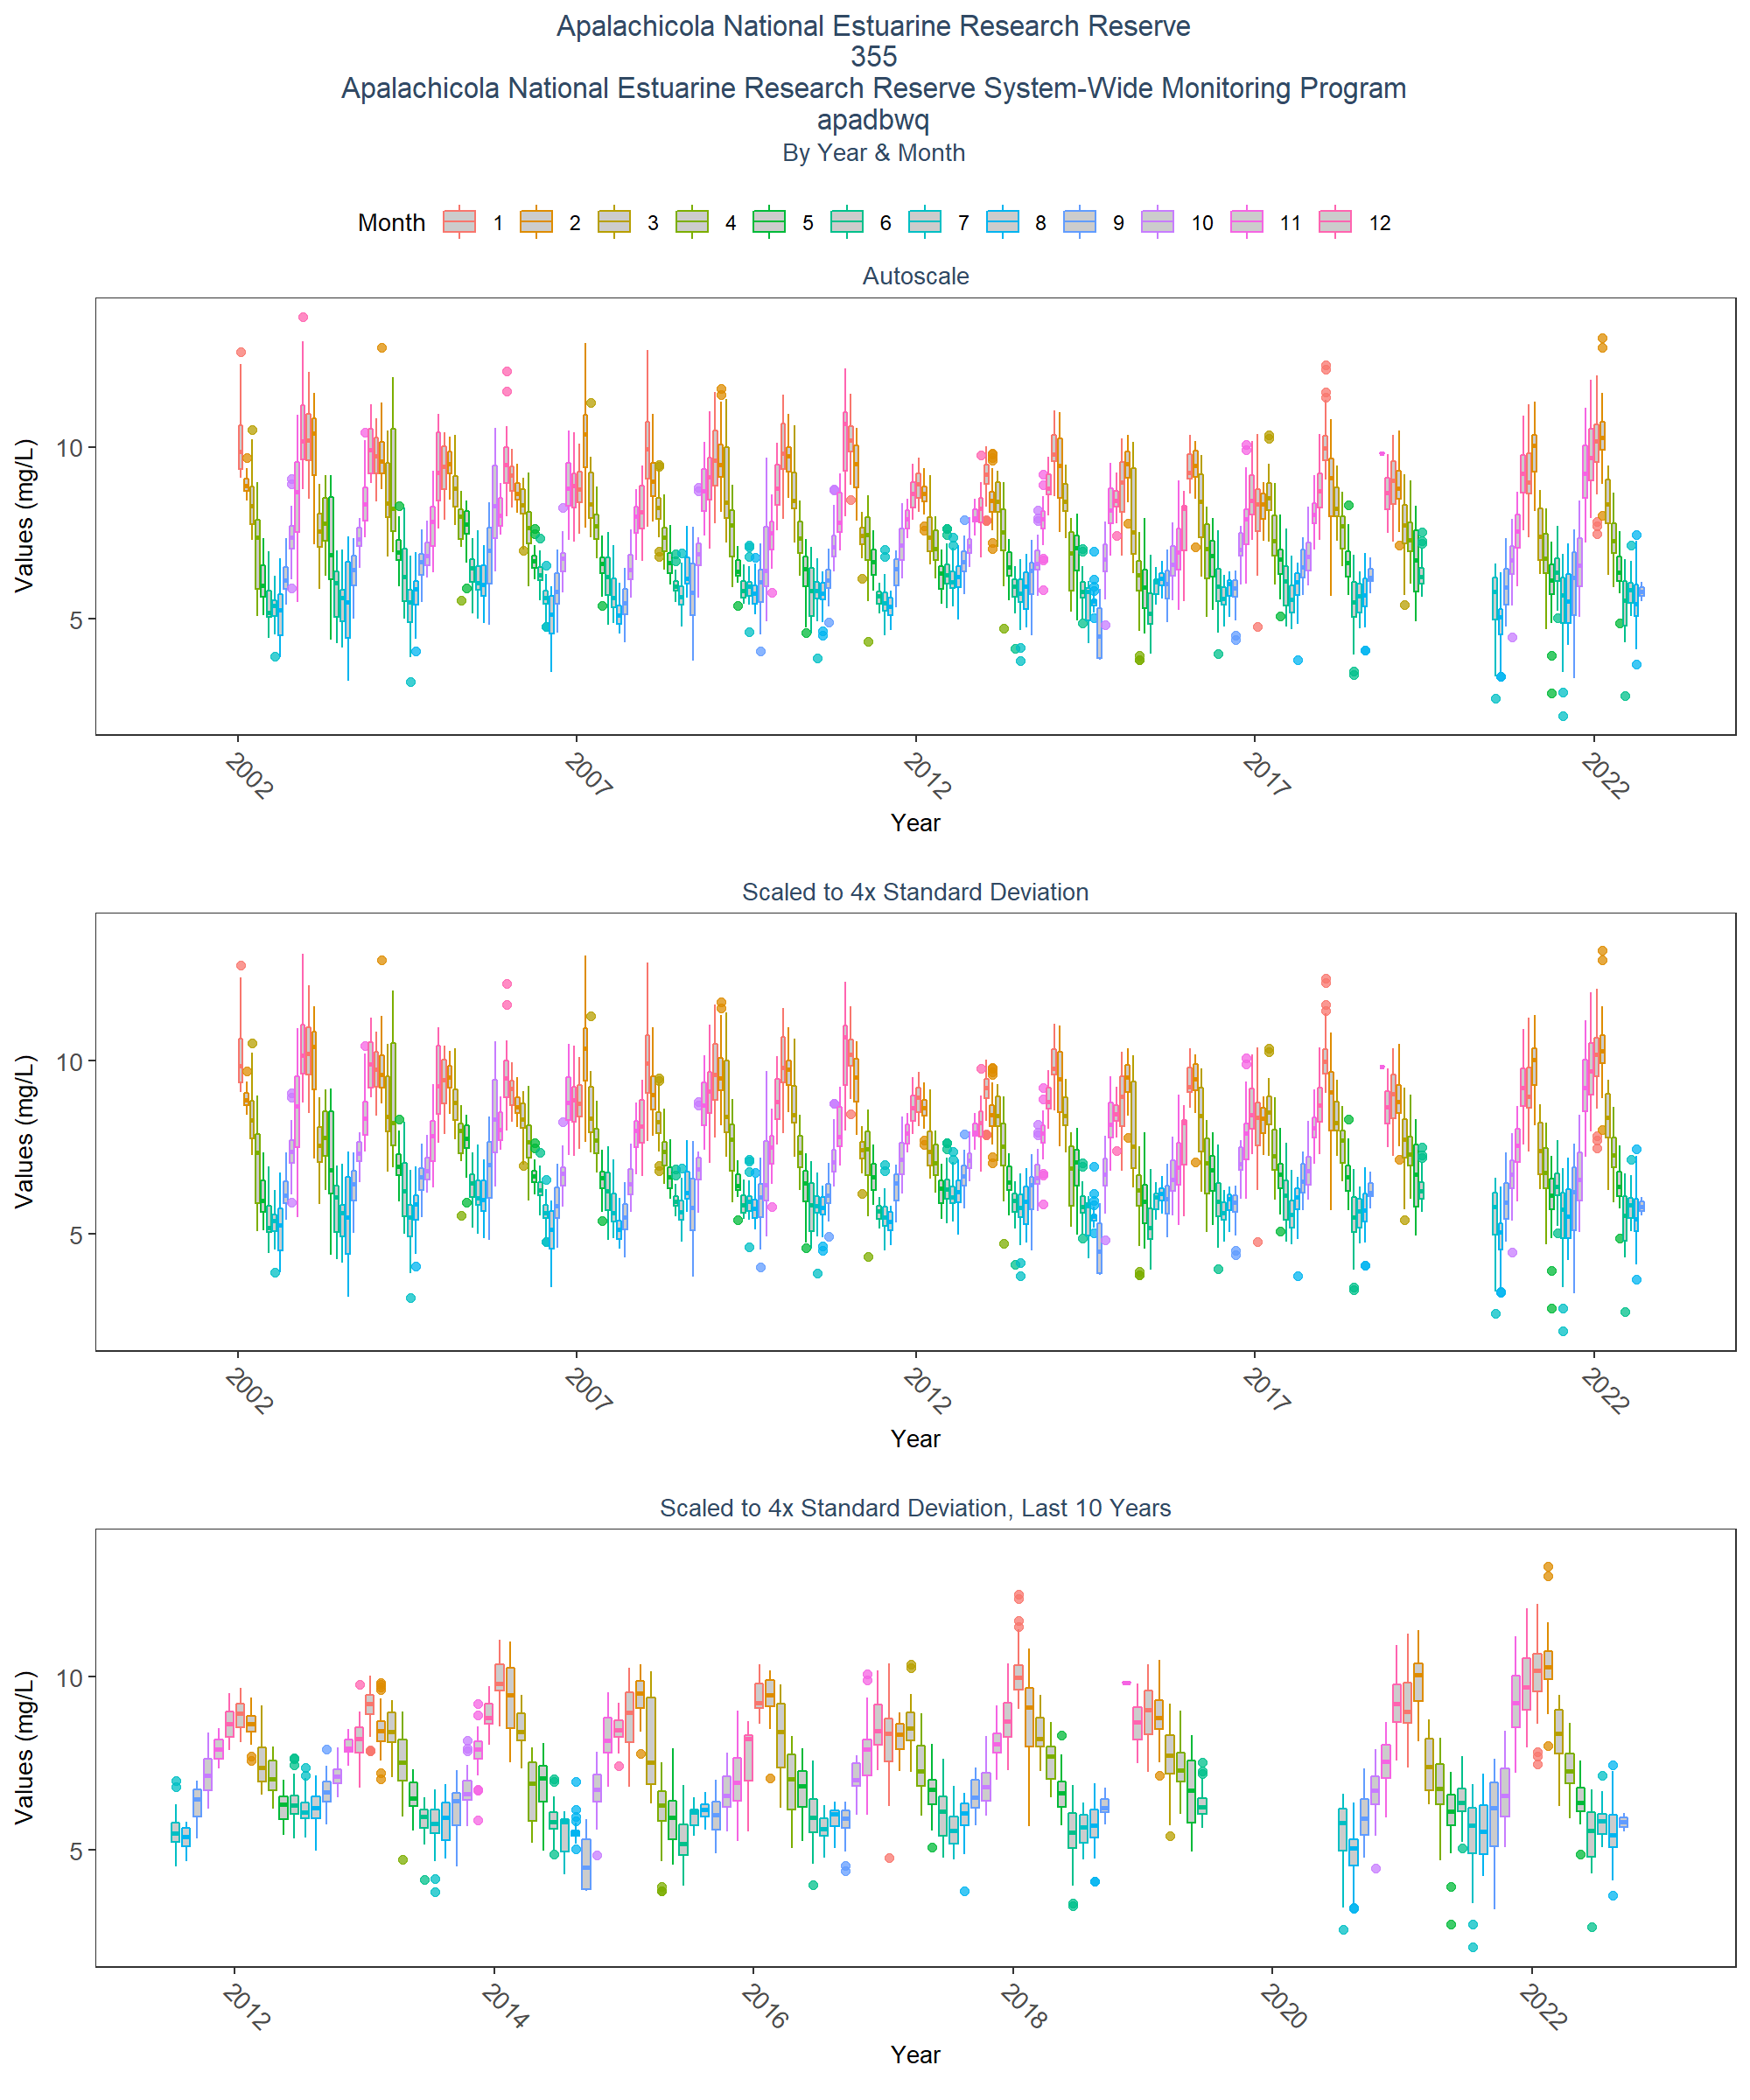 Apalachicola National Estuarine Research Reserve
355
Apalachicola National Estuarine Research Reserve System-Wide Monitoring Program
apadbwq
By Year & Month
Month 1 2 3 4 5 6 7 8 9 10 11 12
Autoscale
Values (mg/L)
10
5
2002 2007 2012 2017 2022
Year
Scaled to 4x Standard Deviation
Values (mg/L)
10
5
2002 2007 2012 2017 2022
Year
Scaled to 4x Standard Deviation, Last 10 Years
Values (mg/L)
10
5
2012 2014 2016 2018 2020 2022
Year